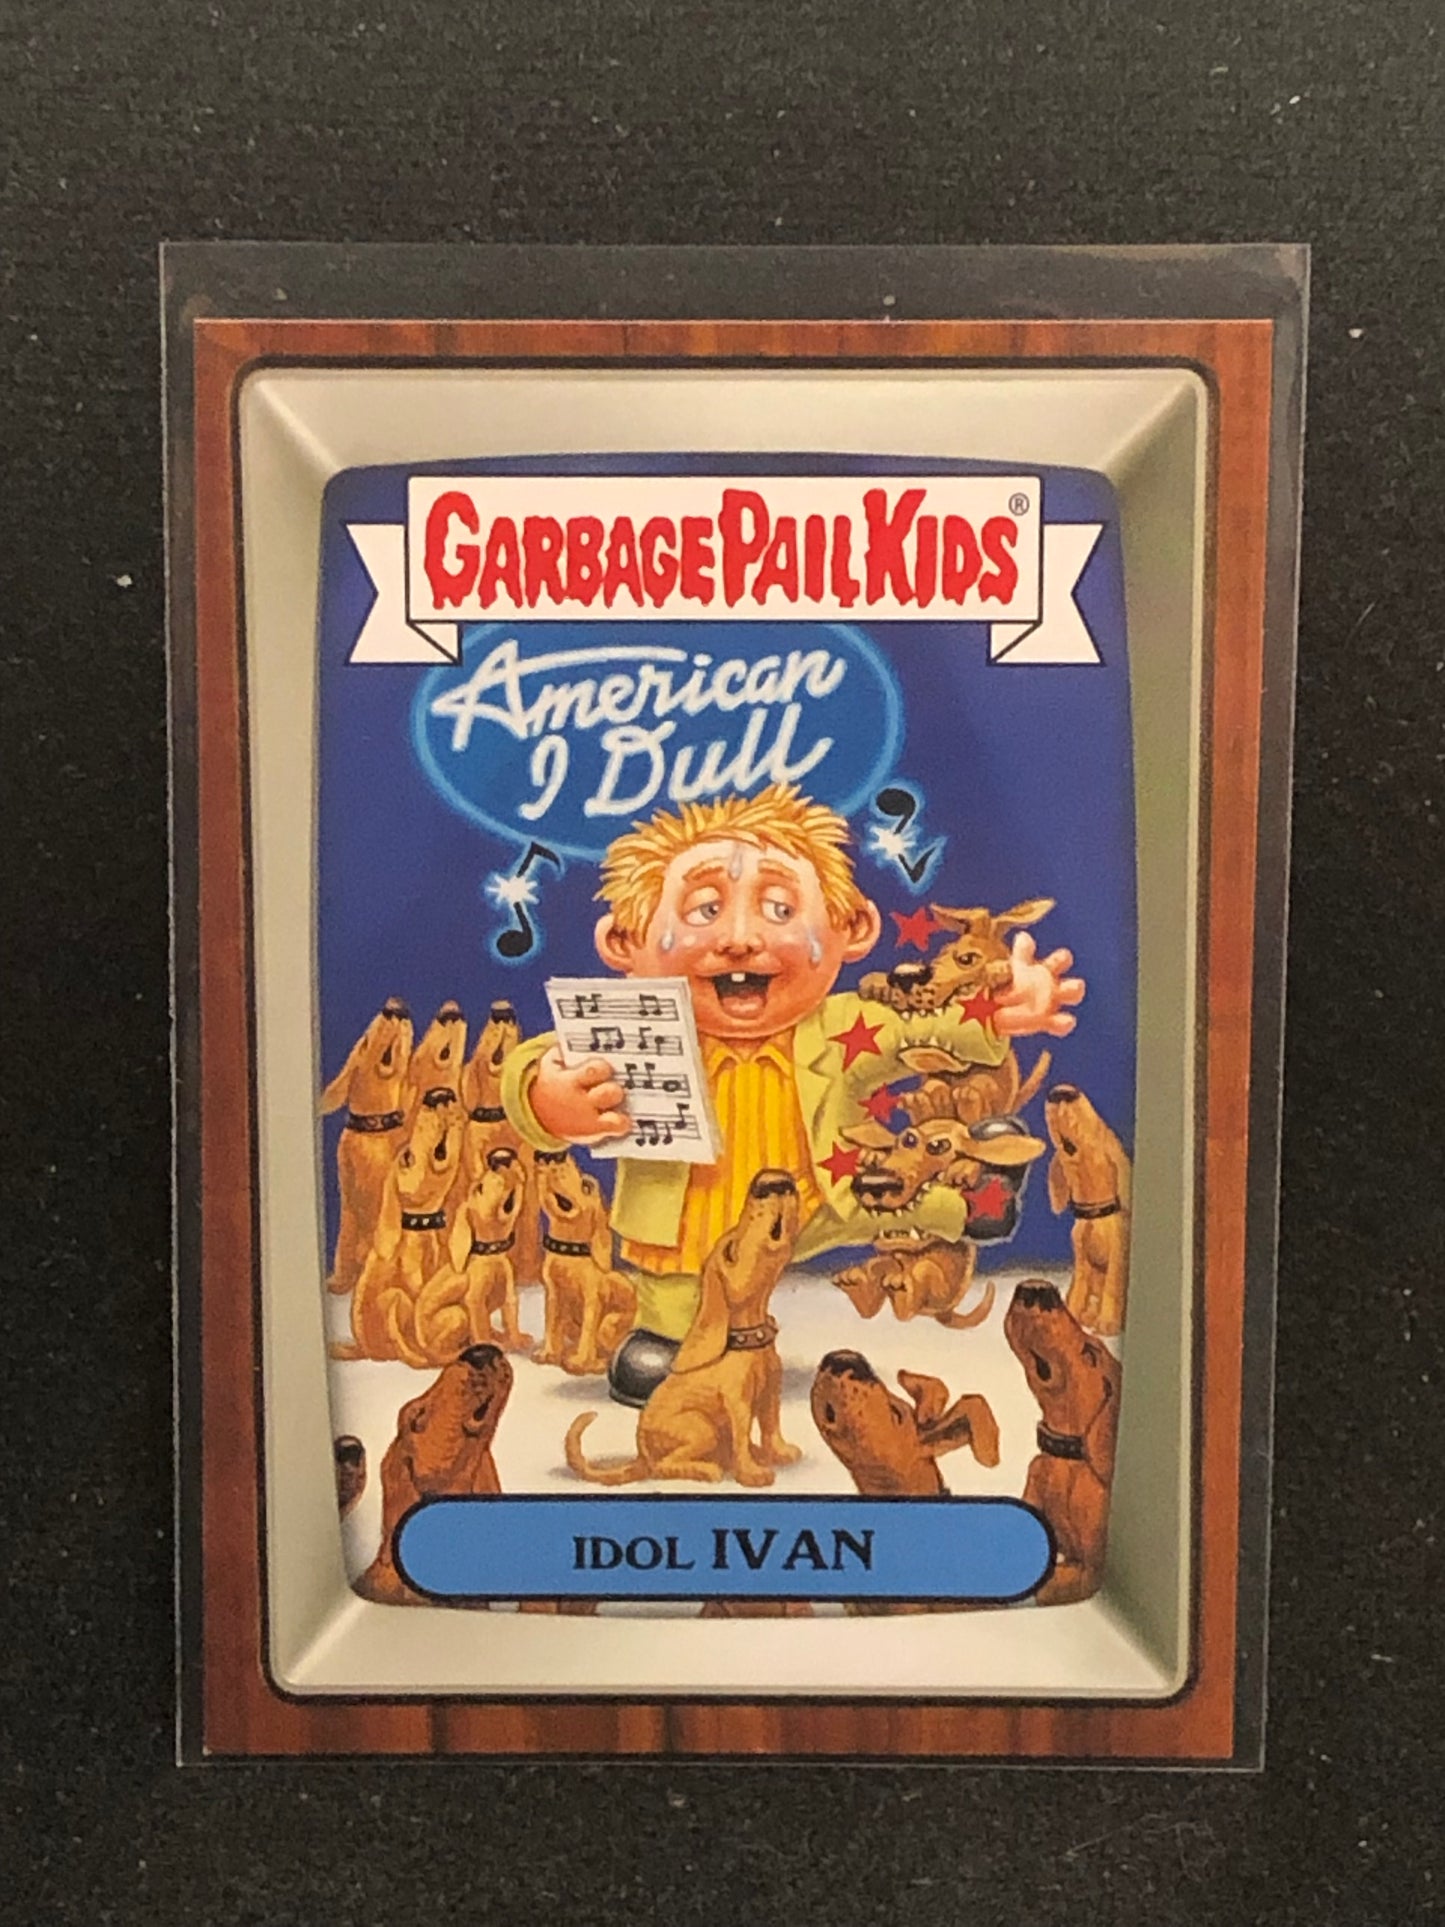 GARBAGE PAIL KIDS®
American
I Dull
IDOL IVAN